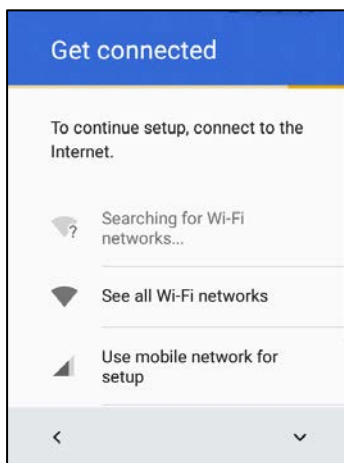 Get connected
To continue setup, connect to the
Internet.
Searching for Wi-Fi
networks...
See all Wi-Fi networks
Use mobile network for
setup